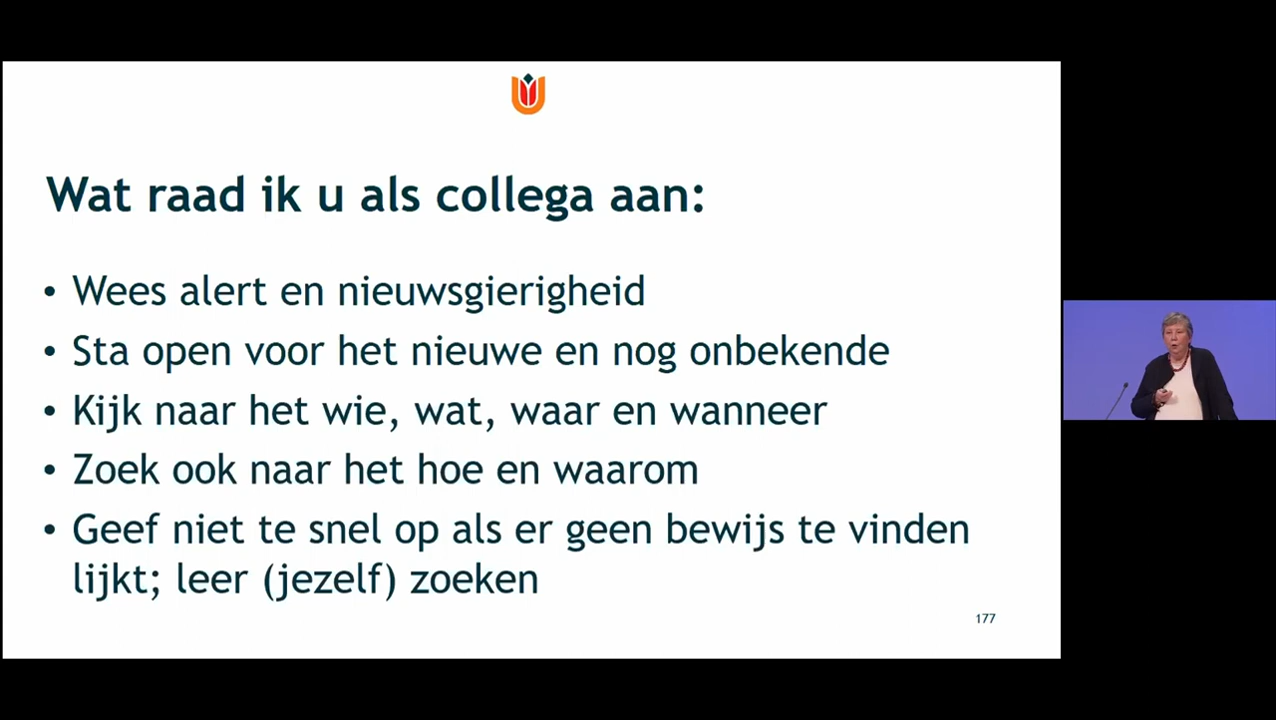 Wat raad ik u als collega aan:
• Wees alert en nieuwsgierigheid
• Sta open voor het nieuwe en nog onbekende
• Kijk naar het wie, wat, waar en wanneer
• Zoek ook naar het hoe en waarom
• Geef niet te snel op als er geen bewijs te vinden
lijkt; leer (jezelf) zoeken
177